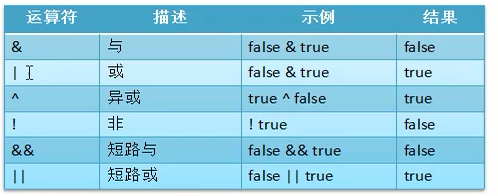 运算符 描述 示例 结果
& 与 false & true false
| 或 false & true true
^ 异或 true ^ false true
! 非 ! true false
&& 短路与 false && true false
|| 短路或 false || true true